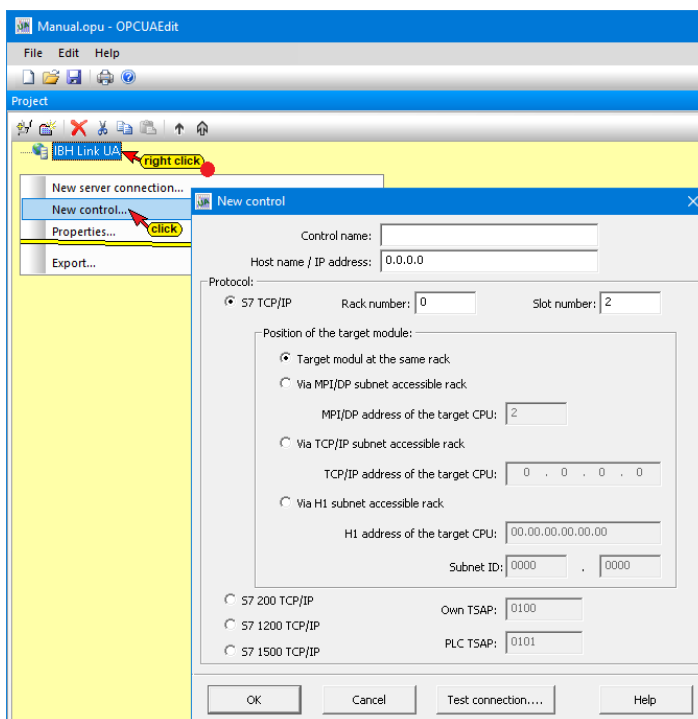 Manual.opu - OPCUAEdit
File Edit Help
Project
IBH Link UA
right click
New server connection...
New control...
click
Properties...
Export...
New control
Control name:
Host name / IP address: 0.0.0.0
Protocol:
S7 TCP/IP Rack number: 0 Slot number: 2
Position of the target module:
Target modul at the same rack
Via MPI/DP subnet accessible rack
MPI/DP address of the target CPU: 2
Via TCP/IP subnet accessible rack
TCP/IP address of the target CPU: 0 . 0 . 0 . 0
Via H1 subnet accessible rack
H1 address of the target CPU: 00.00.00.00.00.00
Subnet ID: 0000 . 0000
S7 200 TCP/IP
Own TSAP: 0100
S7 1200 TCP/IP
PLC TSAP: 0101
S7 1500 TCP/IP
OK Cancel Test connection.... Help